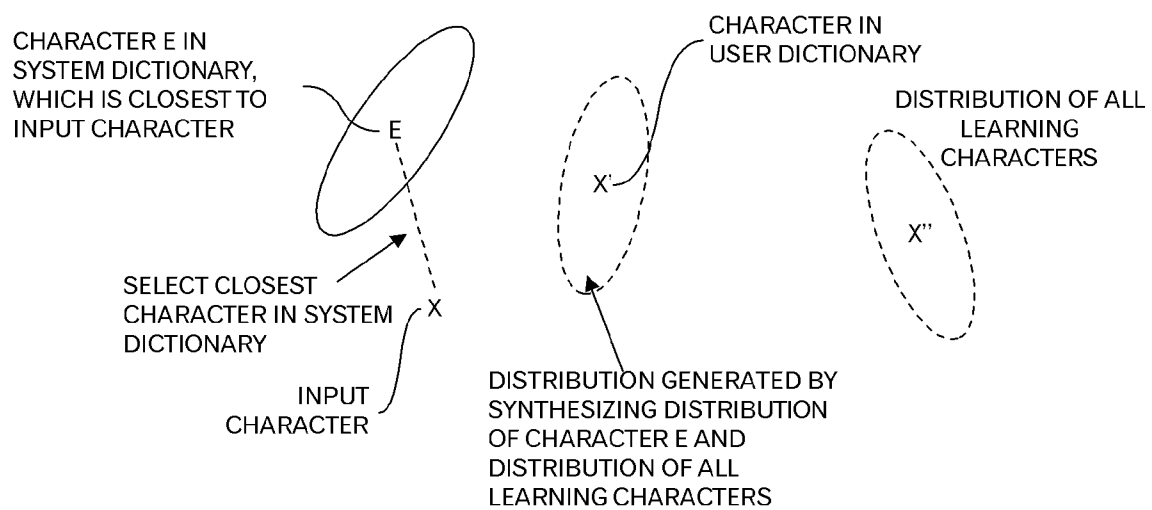 CHARACTER E IN
SYSTEM DICTIONARY,
WHICH IS CLOSEST TO
INPUT CHARACTER
E
SELECT CLOSEST
CHARACTER IN SYSTEM
DICTIONARY
X
INPUT
CHARACTER
CHARACTER IN
USER DICTIONARY
X'
DISTRIBUTION GENERATED BY
SYNTHESIZING DISTRIBUTION
OF CHARACTER E AND
DISTRIBUTION OF ALL
LEARNING CHARACTERS
DISTRIBUTION OF ALL
LEARNING
CHARACTERS
X''